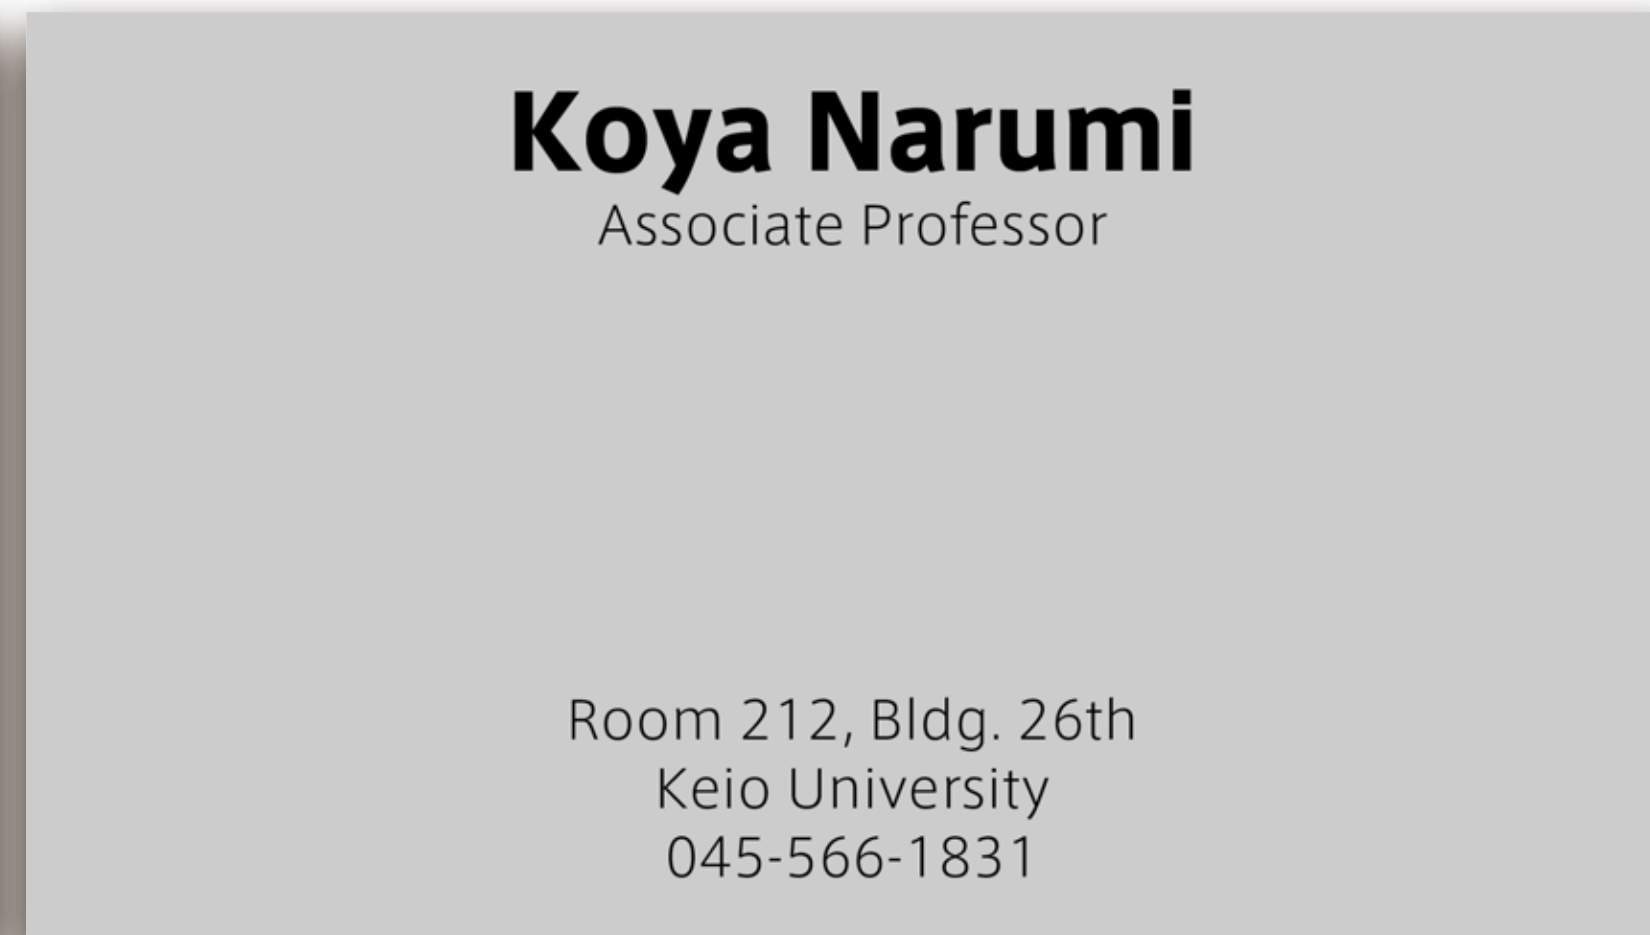 Koya Narumi
Associate Professor
Room 212, Bldg. 26th
Keio University
045-566-1831